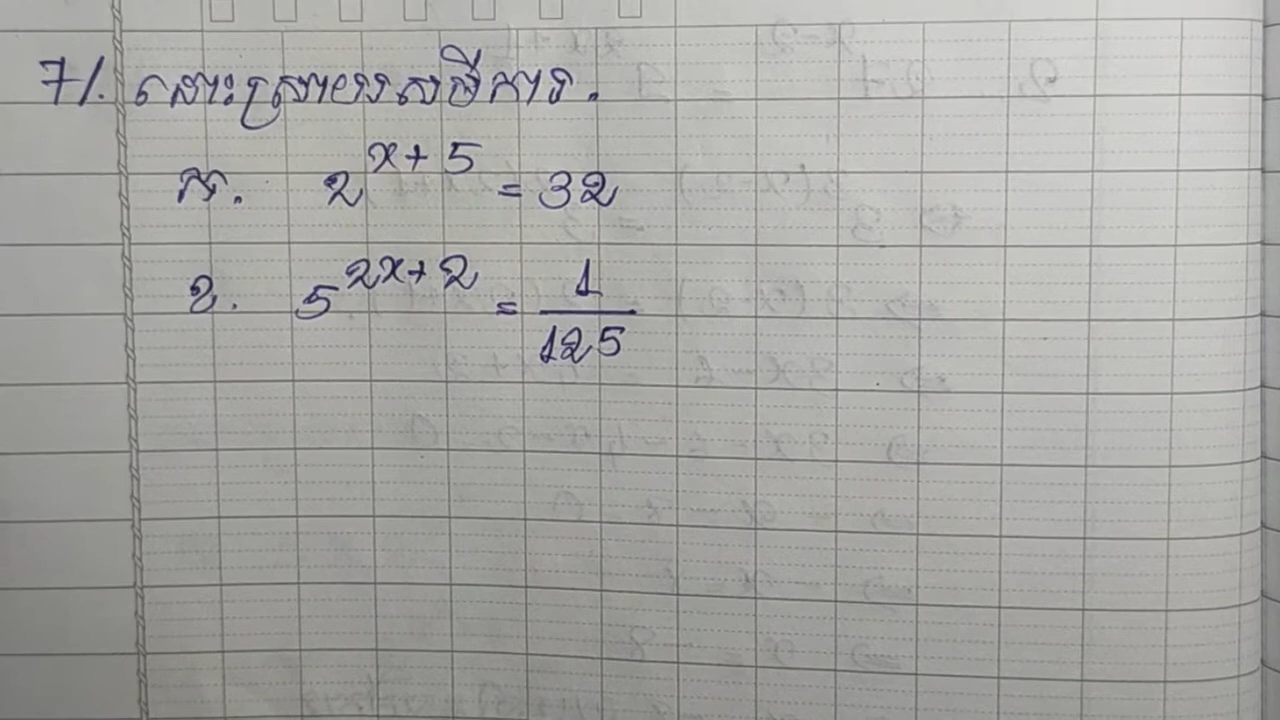 7/. ដោះស្រាយសមីការ.
ក. 2^{x+5} = 32
ខ. 5^{2x+2} = \frac{1}{125}